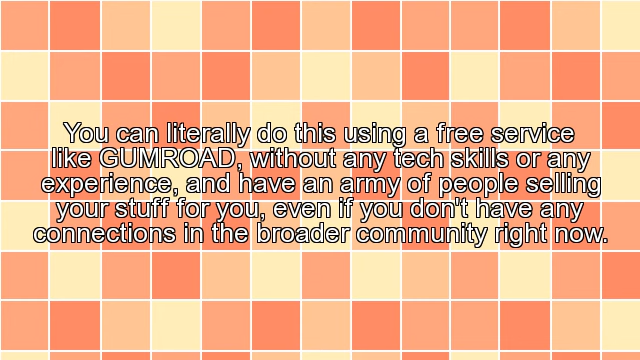 You can literally do this using a free service
like GUMROAD, without any tech skills or any
experience, and have an army of people selling
your stuff for you, even if you don't have any
connections in the broader community right now.